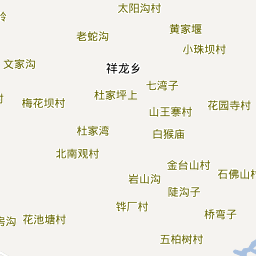 太阳沟村
黄家堰
老蛇沟
小珠坝村
文家沟
祥龙乡
七湾子
杜家坪上
梅花坝村
花园寺村
山王寨村
杜家湾
白猴庙
北南观村
金台山村
石佛山村
岩山沟
陡沟子
铧厂村
桥弯子
花池塘村
五柏树村